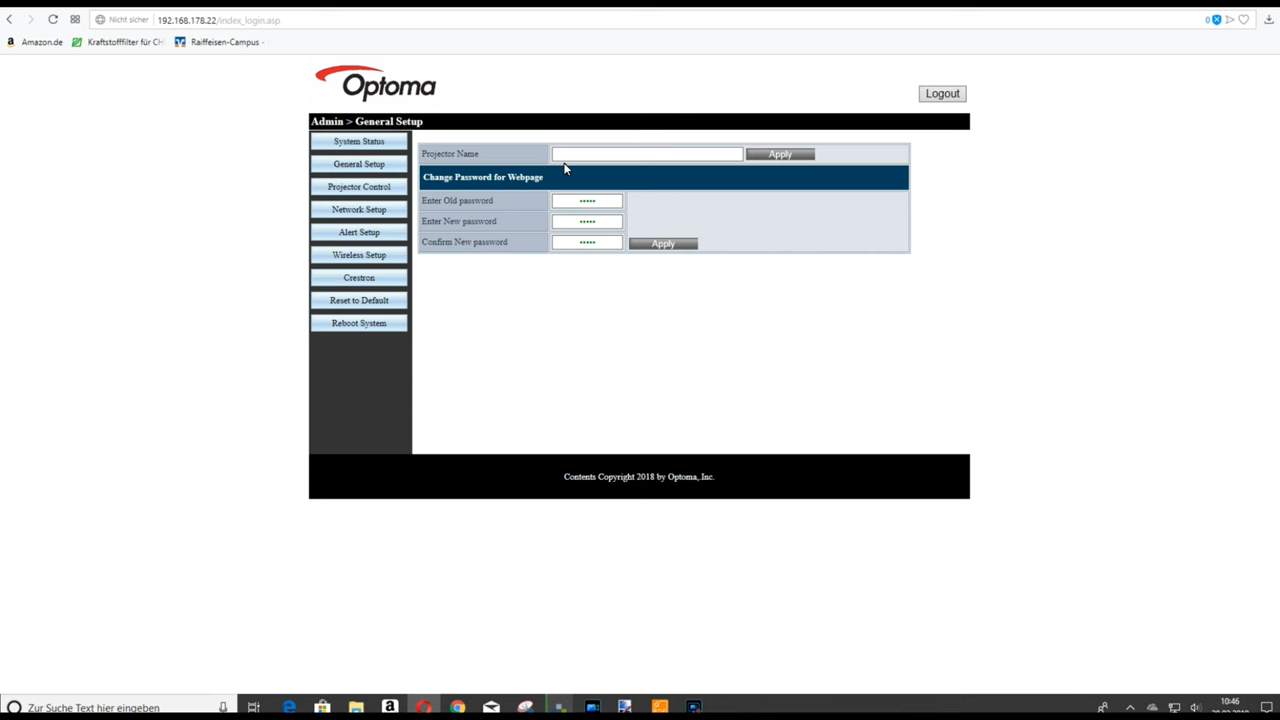 Nicht sicher 192.168.178.22/index_login.asp 0
Amazon.de Kraftstofffilter für CH Raiffeisen-Campus -
Optoma
Logout
Admin > General Setup
System Status
General Setup
Projector Control
Network Setup
Alert Setup
Wireless Setup
Crestron
Reset to Default
Reboot System
Projector Name Apply
Change Password for Webpage
Enter Old password •••••
Enter New password •••••
Confirm New password ••••• Apply
Contents Copyright 2018 by Optoma, Inc.
Zur Suche Text hier eingeben
10:46